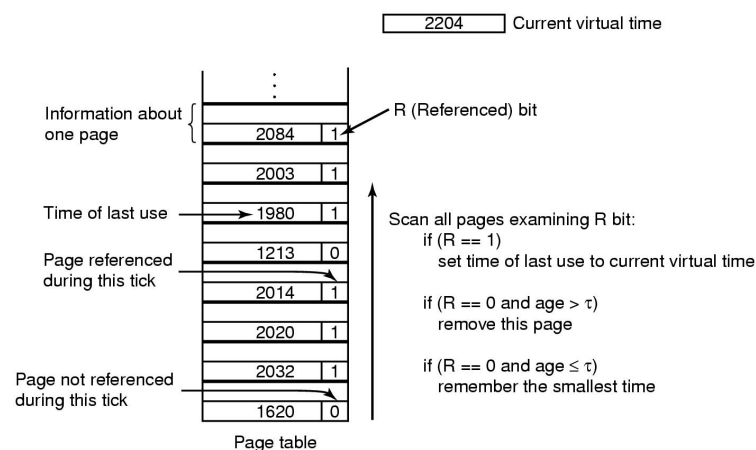 2204 Current virtual time
Information about
one page
R (Referenced) bit
2084 1
2003 1
Time of last use
1980 1
Scan all pages examining R bit:
if (R == 1)
set time of last use to current virtual time
if (R == 0 and age > τ)
remove this page
if (R == 0 and age ≤ τ)
remember the smallest time
1213 0
Page referenced
during this tick
2014 1
2020 1
2032 1
Page not referenced
during this tick
1620 0
Page table